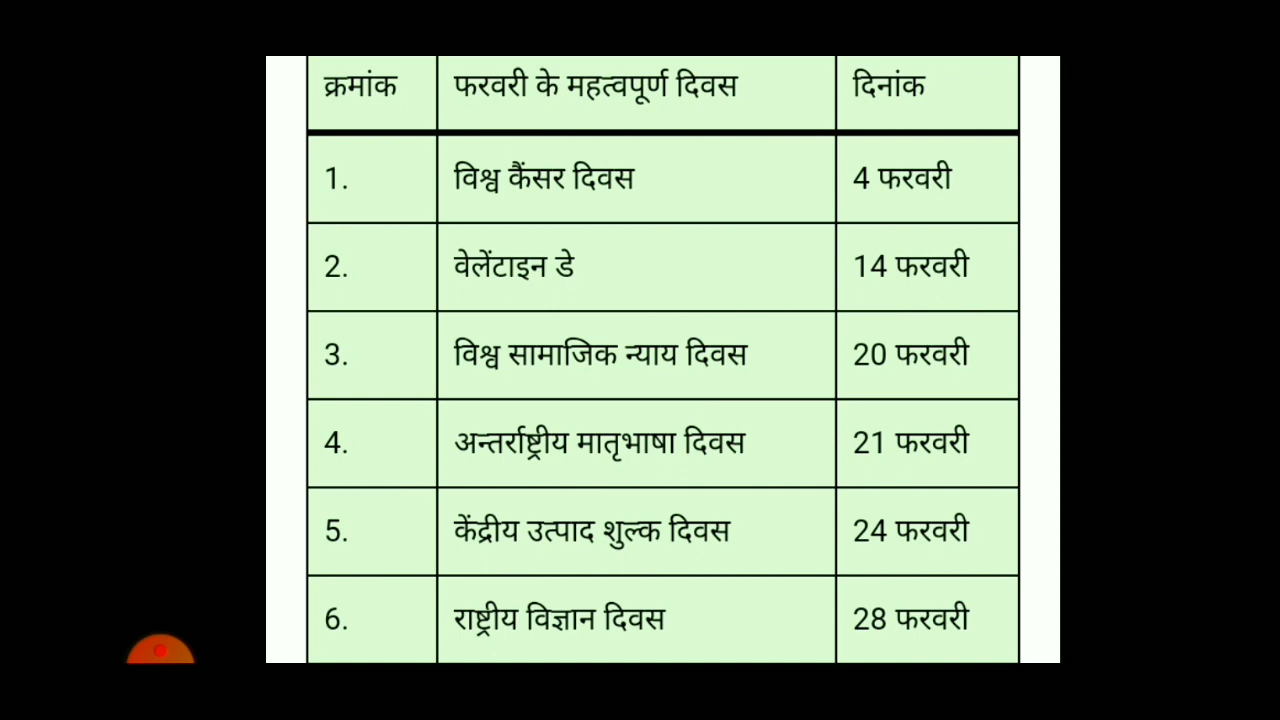 क्रमांक फरवरी के महत्वपूर्ण दिवस दिनांक
1. विश्व कैंसर दिवस 4 फरवरी
2. वेलेंटाइन डे 14 फरवरी
3. विश्व सामाजिक न्याय दिवस 20 फरवरी
4. अन्तर्राष्ट्रीय मातृभाषा दिवस 21 फरवरी
5. केंद्रीय उत्पाद शुल्क दिवस 24 फरवरी
6. राष्ट्रीय विज्ञान दिवस 28 फरवरी